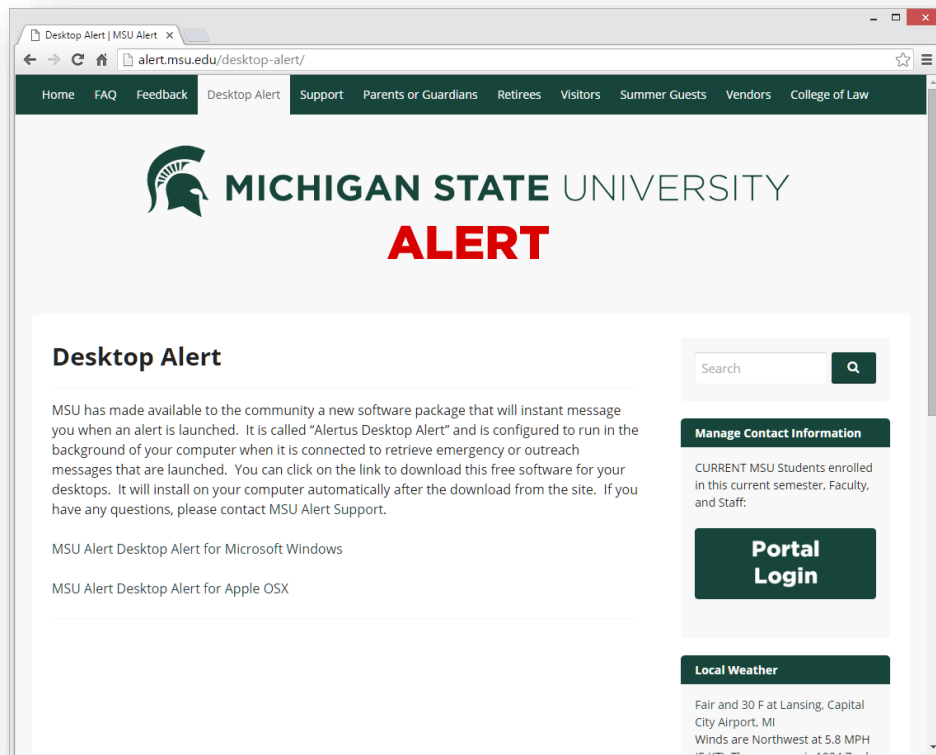 Desktop Alert | MSU Alert
alert.msu.edu/desktop-alert/
Home FAQ Feedback Desktop Alert Support Parents or Guardians Retirees Visitors Summer Guests Vendors College of Law
MICHIGAN STATE UNIVERSITY
ALERT
Desktop Alert
MSU has made available to the community a new software package that will instant message
you when an alert is launched.  It is called “Alertus Desktop Alert” and is configured to run in the
background of your computer when it is connected to retrieve emergency or outreach
messages that are launched.  You can click on the link to download this free software for your
desktops.  It will install on your computer automatically after the download from the site.  If you
have any questions, please contact MSU Alert Support.
MSU Alert Desktop Alert for Microsoft Windows
MSU Alert Desktop Alert for Apple OSX
Search
Manage Contact Information
CURRENT MSU Students enrolled
in this current semester, Faculty,
and Staff:
Portal
Login
Local Weather
Fair and 30 F at Lansing, Capital
City Airport, MI
Winds are Northwest at 5.8 MPH